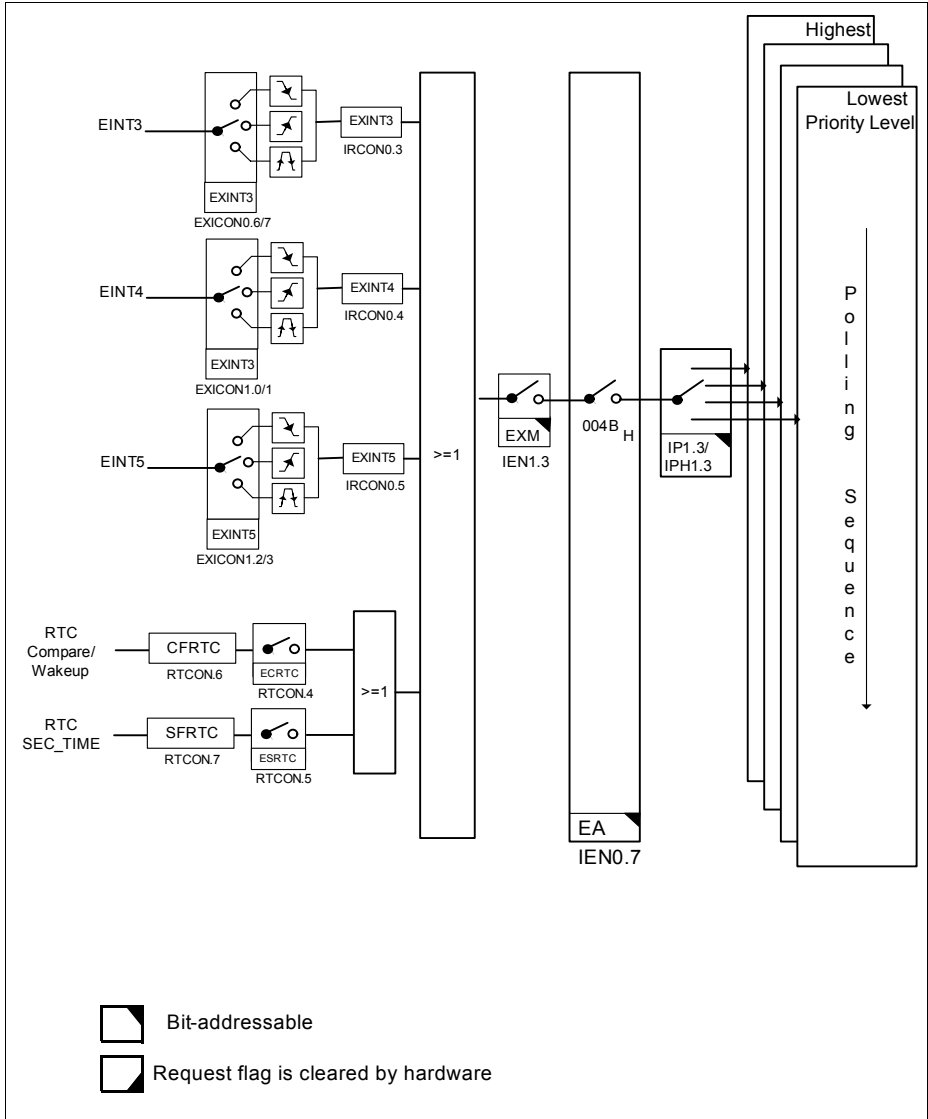 Highest
Lowest
Priority Level
EINT3
EXINT3
IRCON0.3
EXINT3
EXICON0.6/7
EINT4
EXINT4
IRCON0.4
EXINT3
EXICON1.0/1
EINT5
EXINT5
IRCON0.5
EXINT5
EXICON1.2/3
>=1
EXM
IEN1.3
004B H
IP1.3/
IPH1.3
Polling
Sequence
RTC
Compare/
Wakeup
CFRTC
RTCON.6
ECRTC
RTCON.4
>=1
RTC
SEC_TIME
SFRTC
RTCON.7
ESRTC
RTCON.5
EA
IEN0.7
Bit-addressable
Request flag is cleared by hardware